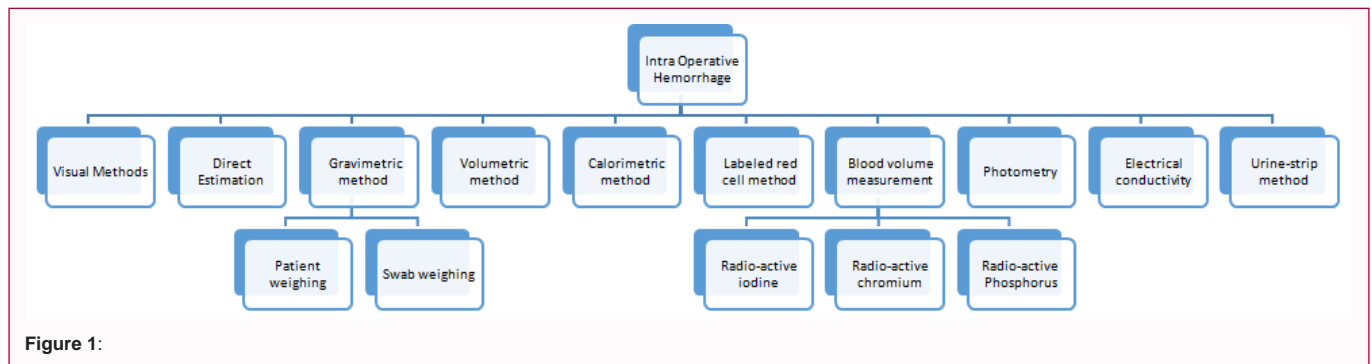 Intra Operative
Hemorrhage
Visual Methods
Direct
Estimation
Gravimetric
method
Volumetric
method
Calorimetric
method
Labeled red
cell method
Blood volume
measurement
Photometry
Electrical
conductivity
Urine-strip
method
Patient
weighing
Swab weighing
Radio-active
iodine
Radio-active
chromium
Radio-active
Phosphorus
Figure 1: